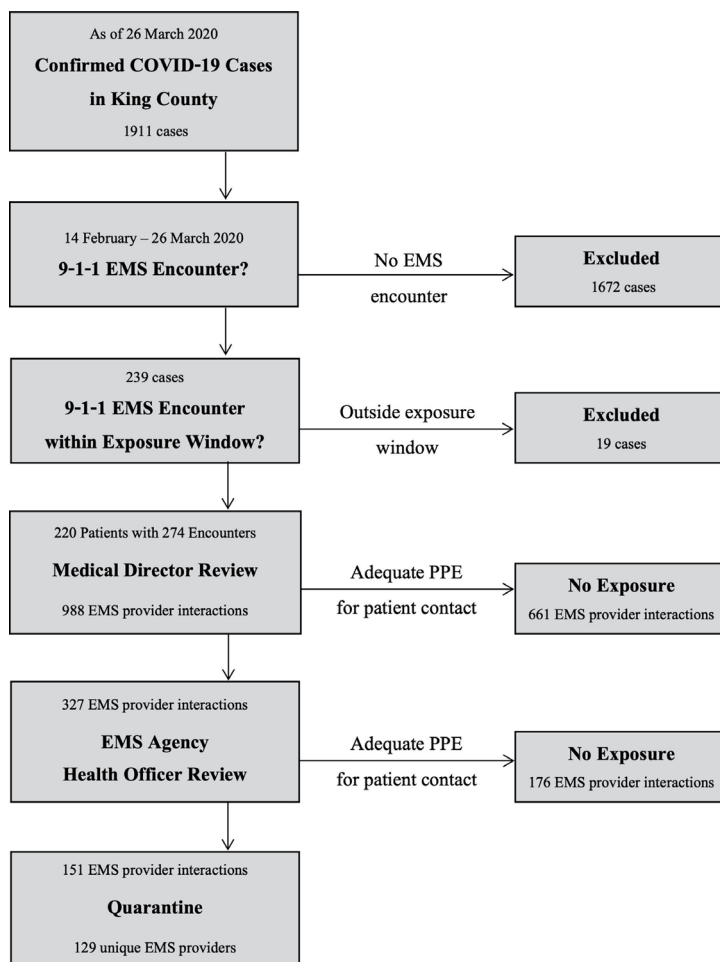 As of 26 March 2020
Confirmed COVID-19 Cases
in King County
1911 cases
14 February – 26 March 2020
9-1-1 EMS Encounter?
No EMS
encounter
Excluded
1672 cases
239 cases
9-1-1 EMS Encounter
within Exposure Window?
Outside exposure
window
Excluded
19 cases
220 Patients with 274 Encounters
Medical Director Review
988 EMS provider interactions
Adequate PPE
for patient contact
No Exposure
661 EMS provider interactions
327 EMS provider interactions
EMS Agency
Health Officer Review
Adequate PPE
for patient contact
No Exposure
176 EMS provider interactions
151 EMS provider interactions
Quarantine
129 unique EMS providers